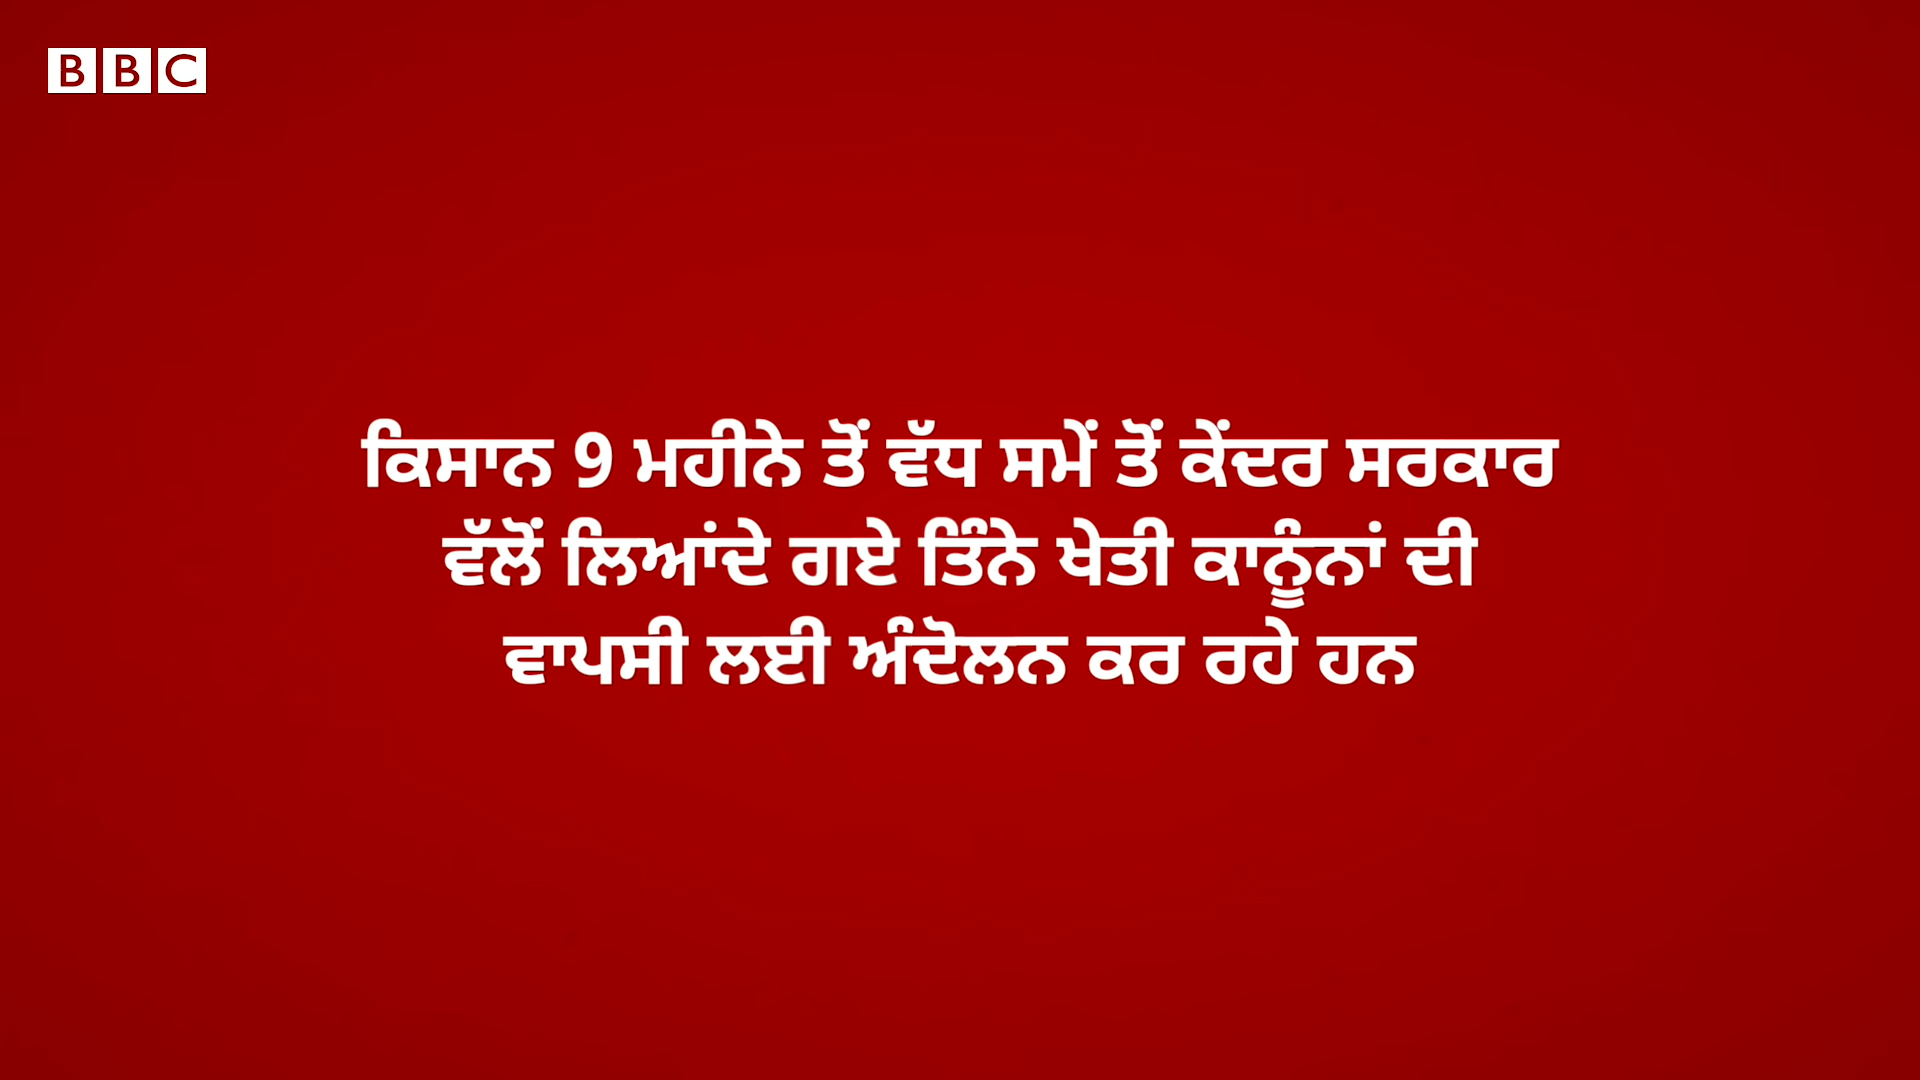 BBC
ਕਿਸਾਨ 9 ਮਹੀਨੇ ਤੋਂ ਵੱਧ ਸਮੇਂ ਤੋਂ ਕੇਂਦਰ ਸਰਕਾਰ
ਵੱਲੋਂ ਲਿਆਂਦੇ ਗਏ ਤਿੰਨੇ ਖੇਤੀ ਕਾਨੂੰਨਾਂ ਦੀ
ਵਾਪਸੀ ਲਈ ਅੰਦੋਲਨ ਕਰ ਰਹੇ ਹਨ